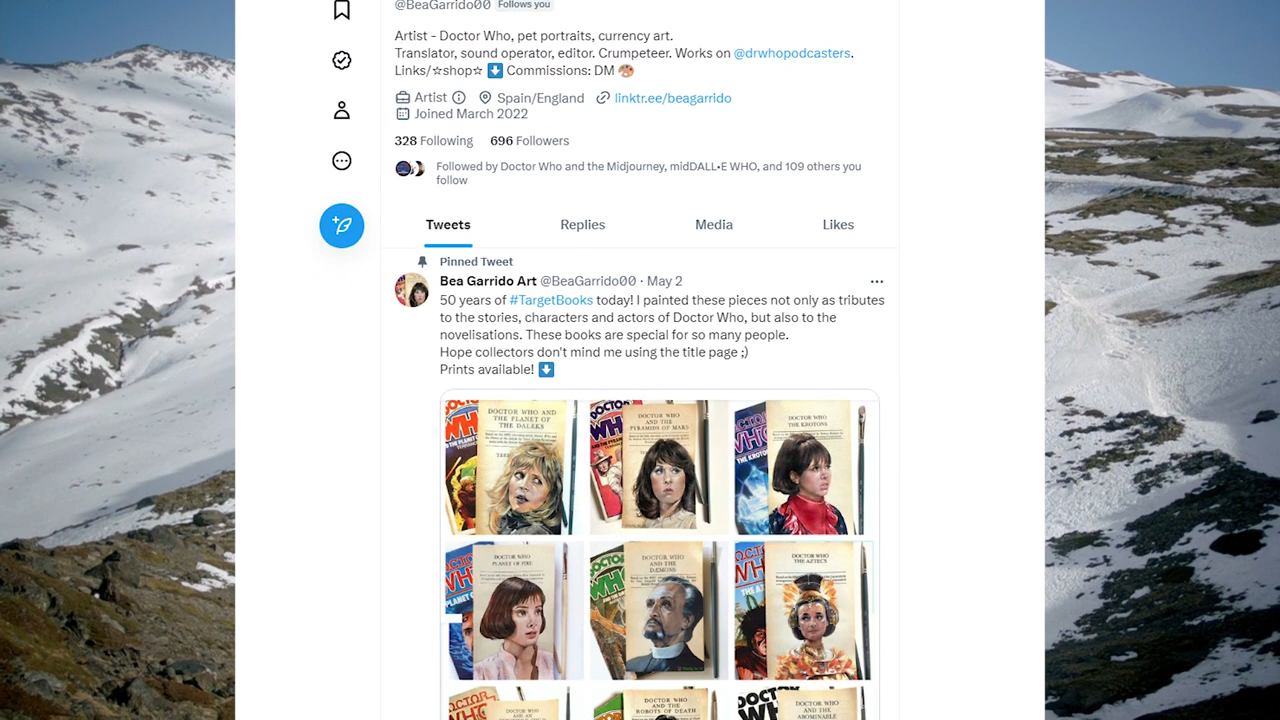 @BeaGarrido00 Follows you
Artist - Doctor Who, pet portraits, currency art.
Translator, sound operator, editor. Crumpeteer. Works on @drwhopodcasters.
Links/☆shop☆ ⬇️ Commissions: DM 🎨
Artist Spain/England linktr.ee/beagarrido
Joined March 2022
328 Following 696 Followers
Followed by Doctor Who and the Midjourney, midDALL•E WHO, and 109 others you
follow
Tweets Replies Media Likes
Pinned Tweet
Bea Garrido Art @BeaGarrido00 · May 2
50 years of #TargetBooks today! I painted these pieces not only as tributes
to the stories, characters and actors of Doctor Who, but also to the
novelisations. These books are special for so many people.
Hope collectors don't mind me using the title page ;)
Prints available! ⬇️
DOCTOR WHO AND
THE PLANET OF
THE DALEKS
DOCTOR WHO
AND THE
PYRAMIDS OF MARS
DOCTOR WHO
THE KROTONS
DOCTOR WHO
PLANET OF FIRE
DOCTOR WHO
AND THE
DÆMONS
DOCTOR WHO
THE AZTECS
DOCTOR WHO
AND AN
DOCTOR WHO
AND THE
ROBOTS OF DEATH
DOCTOR WHO
AND THE
ABOMINABLE